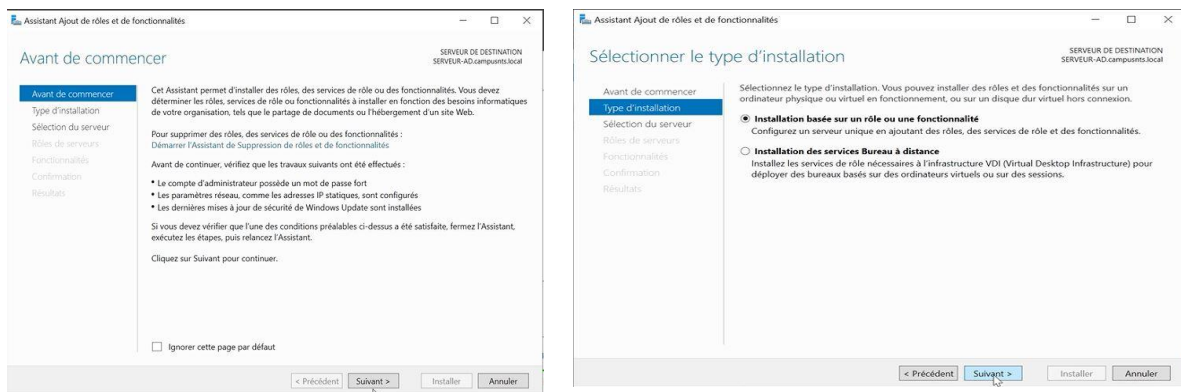 Assistant Ajout de rôles et de fonctionnalités
Avant de commencer
SERVEUR DE DESTINATION
SERVEUR-AD.campusnts.local
Avant de commencer
Type d'installation
Sélection du serveur
Rôles de serveurs
Fonctionnalités
Confirmation
Résultats
Cet Assistant permet d'installer des rôles, des services de rôle ou des fonctionnalités. Vous devez
déterminer les rôles, services de rôle ou fonctionnalités à installer en fonction des besoins informatiques
de votre organisation, tels que le partage de documents ou l'hébergement d'un site Web.
Pour supprimer des rôles, des services de rôle ou des fonctionnalités :
Démarrer l'Assistant de Suppression de rôles et de fonctionnalités
Avant de continuer, vérifiez que les travaux suivants ont été effectués :
• Le compte d'administrateur possède un mot de passe fort
• Les paramètres réseau, comme les adresses IP statiques, sont configurés
• Les dernières mises à jour de sécurité de Windows Update sont installées
Si vous devez vérifier que l'une des conditions préalables ci-dessus a été satisfaite, fermez l'Assistant,
exécutez les étapes, puis relancez l'Assistant.
Cliquez sur Suivant pour continuer.
Ignorer cette page par défaut
< Précédent
Suivant >
Installer
Annuler
Assistant Ajout de rôles et de fonctionnalités
Sélectionner le type d'installation
SERVEUR DE DESTINATION
SERVEUR-AD.campusnts.local
Avant de commencer
Type d'installation
Sélection du serveur
Rôles de serveurs
Fonctionnalités
Confirmation
Résultats
Sélectionnez le type d'installation. Vous pouvez installer des rôles et des fonctionnalités sur un
ordinateur physique ou virtuel en fonctionnement, ou sur un disque dur virtuel hors connexion.
Installation basée sur un rôle ou une fonctionnalité
Configurez un serveur unique en ajoutant des rôles, des services de rôle et des fonctionnalités.
Installation des services Bureau à distance
Installez les services de rôle nécessaires à l'infrastructure VDI (Virtual Desktop Infrastructure) pour
déployer des bureaux basés sur des ordinateurs virtuels ou sur des sessions.
< Précédent
Suivant >
Installer
Annuler